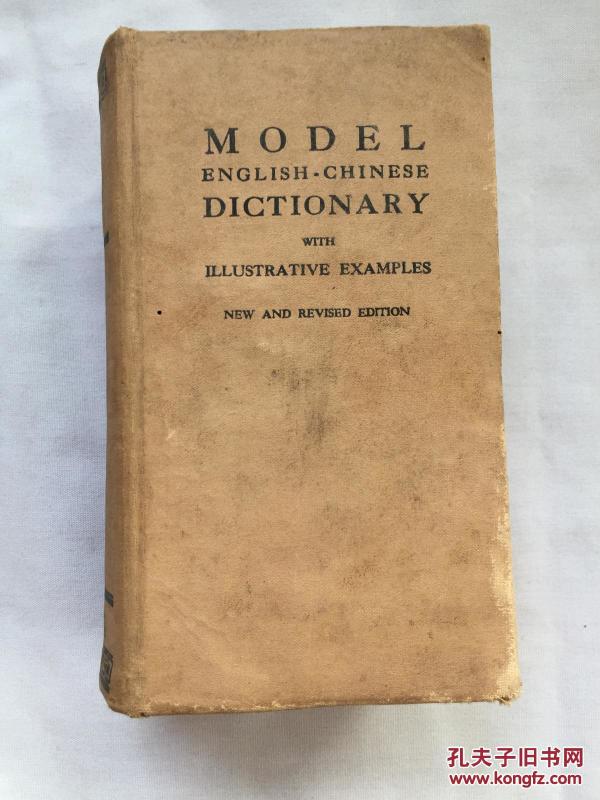 MODEL
ENGLISH-CHINESE
DICTIONARY
WITH
ILLUSTRATIVE EXAMPLES
NEW AND REVISED EDITION
孔夫子旧书网
www.kongfz.com